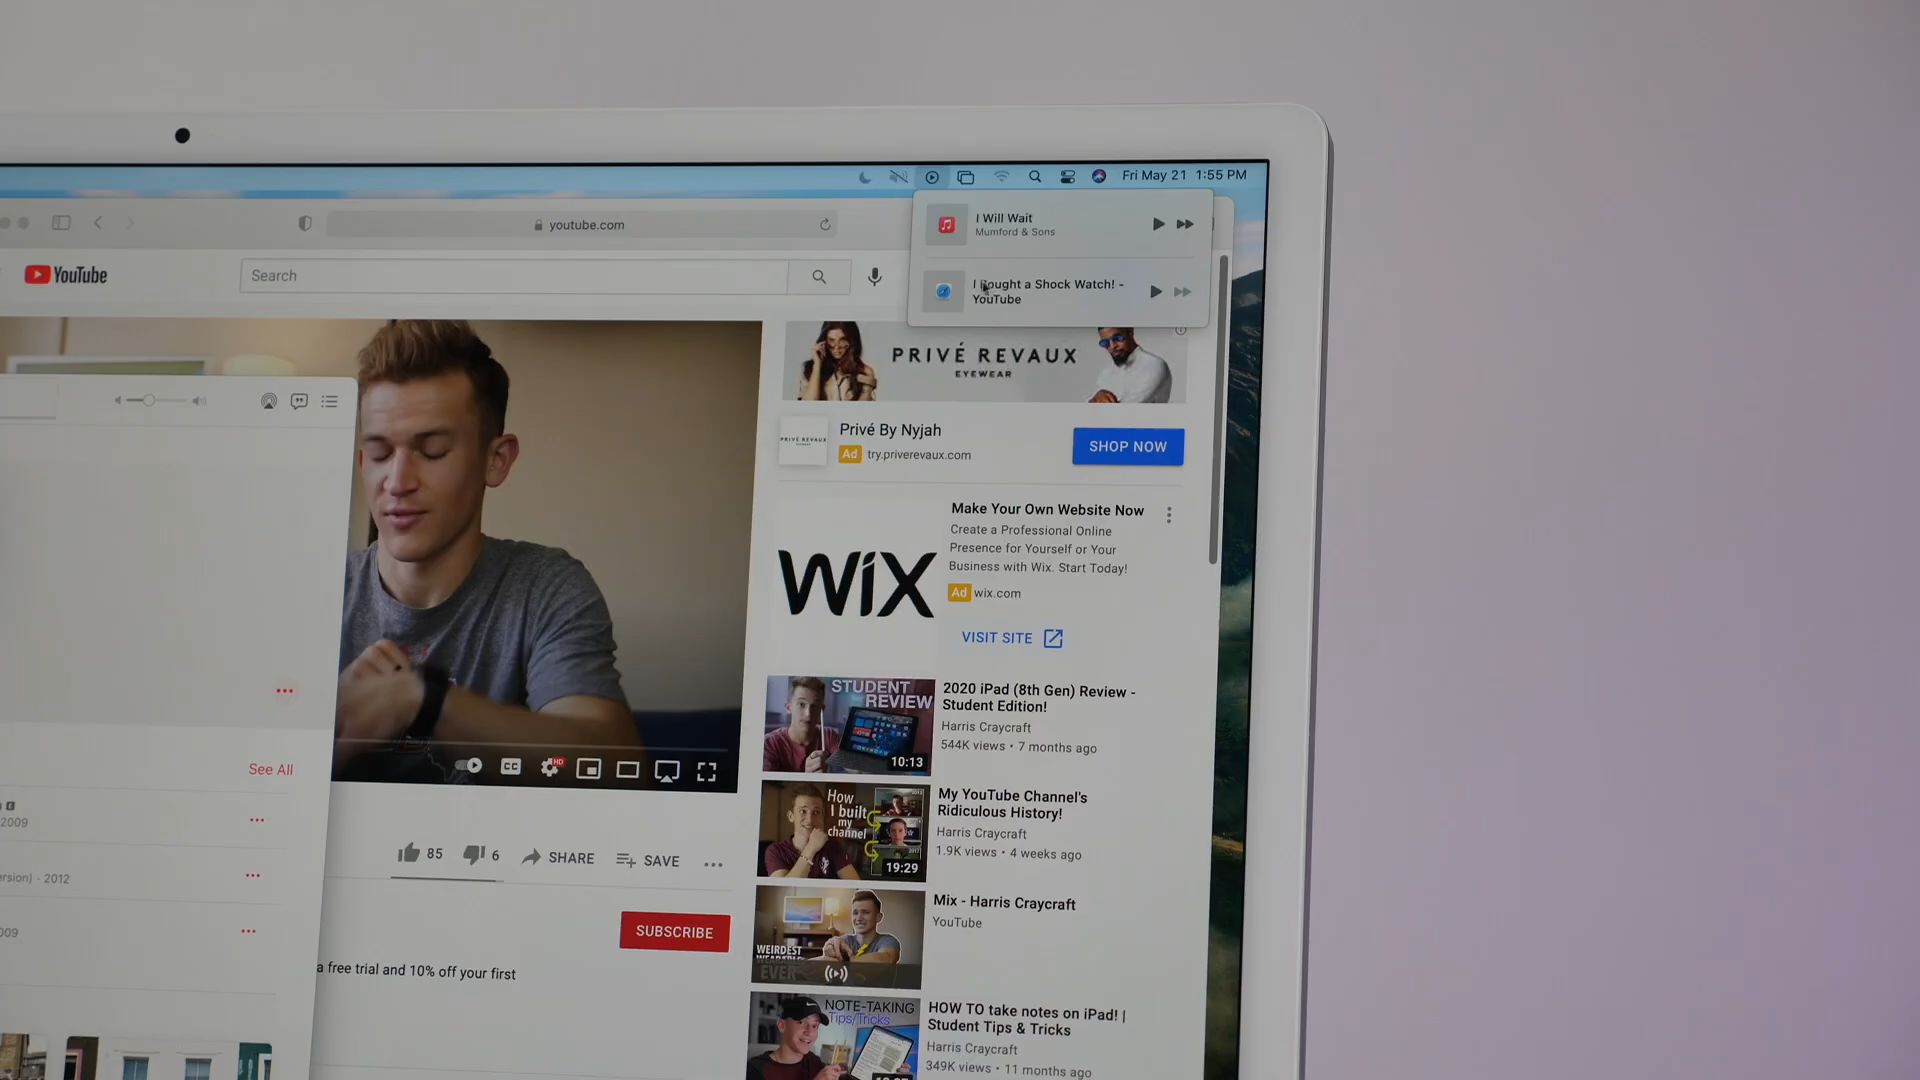 Fri May 21 1:55 PM
youtube.com
I Will Wait
Mumford & Sons
YouTube
Search
I Bought a Shock Watch! -
YouTube
PRIVÉ REVAUX
EYEWEAR
PRIVÉ REVAUX
Privé By Nyjah
Ad try.priverevaux.com
SHOP NOW
WiX
Make Your Own Website Now
Create a Professional Online
Presence for Yourself or Your
Business with Wix. Start Today!
Ad wix.com
VISIT SITE
STUDENT
REVIEW
10:13
2020 iPad (8th Gen) Review -
Student Edition!
Harris Craycraft
544K views • 7 months ago
CC
HD
See All
2009
2012
How
I built
my
channel
19:29
My YouTube Channel's
Ridiculous History!
Harris Craycraft
1.9K views • 4 weeks ago
85
6
SHARE
SAVE
SUBSCRIBE
a free trial and 10% off your first
WEIRDEST
EVER
Mix - Harris Craycraft
YouTube
NOTE-TAKING
Tips/Tricks
HOW TO take notes on iPad! |
Student Tips & Tricks
Harris Craycraft
349K views • 11 months ago